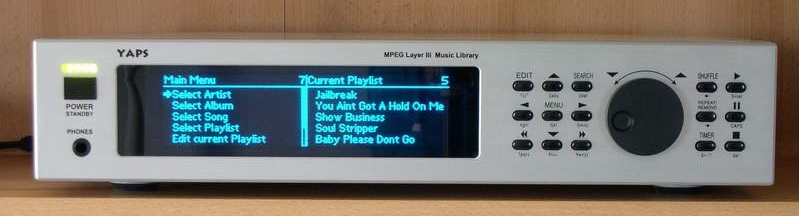 YAPS
MPEG Layer III Music Library
POWER
STANDBY
PHONES
Main Menu 7
Select Artist
Select Album
Select Song
Select Playlist
Edit current Playlist
Current Playlist 5
Jailbreak
You Aint Got A Hold On Me
Show Business
Soul Stripper
Baby Please Dont Go
EDIT SEARCH
MENU
SHUFFLE
REPEAT/
REMOVE
CAPS
TIMER